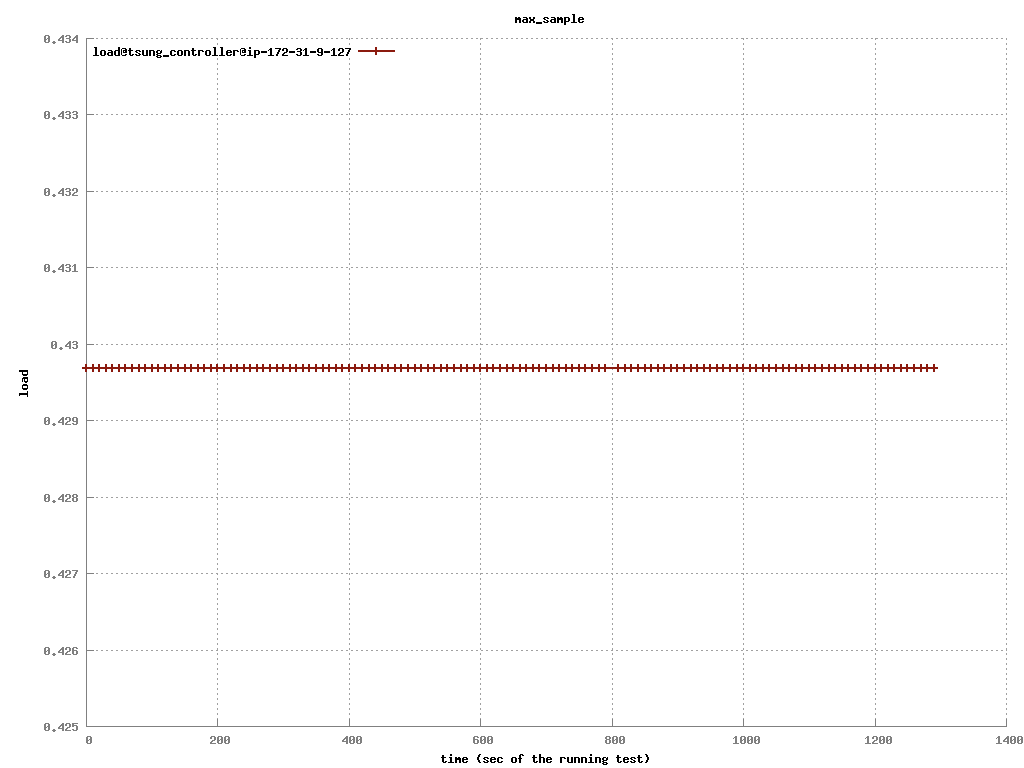 max_sample
load@tsung_controller@ip-172-31-9-127
0.434
0.433
0.432
0.431
0.43
0.429
0.428
0.427
0.426
0.425
load
0 200 400 600 800 1000 1200 1400
time (sec of the running test)